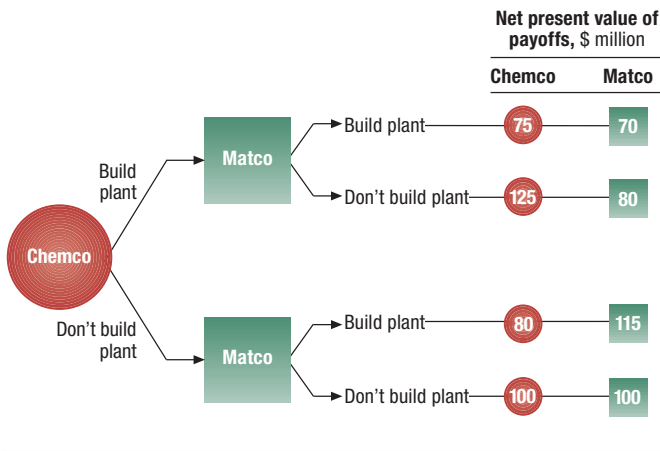 Net present value of
payoffs, $ million
Chemco Matco
Build plant 75 70
Matco
Build
plant
Don't build plant 125 80
Chemco
Don't build
plant
Build plant 80 115
Matco
Don't build plant 100 100